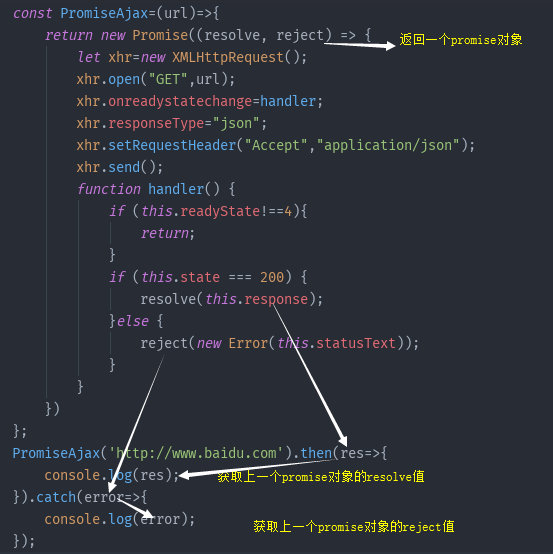 const PromiseAjax=(url)=>{
return new Promise((resolve, reject) => { 返回一个promise对象
let xhr=new XMLHttpRequest();
xhr.open("GET",url);
xhr.onreadystatechange=handler;
xhr.responseType="json";
xhr.setRequestHeader("Accept","application/json");
xhr.send();
function handler() {
if (this.readyState!==4){
return;
}
if (this.state === 200) {
resolve(this.response);
}else {
reject(new Error(this.statusText));
}
}
})
};
PromiseAjax('http://www.baidu.com').then(res=>{
console.log(res); 获取上一个promise对象的resolve值
}).catch(error=>{
console.log(error); 获取上一个promise对象的reject值
});